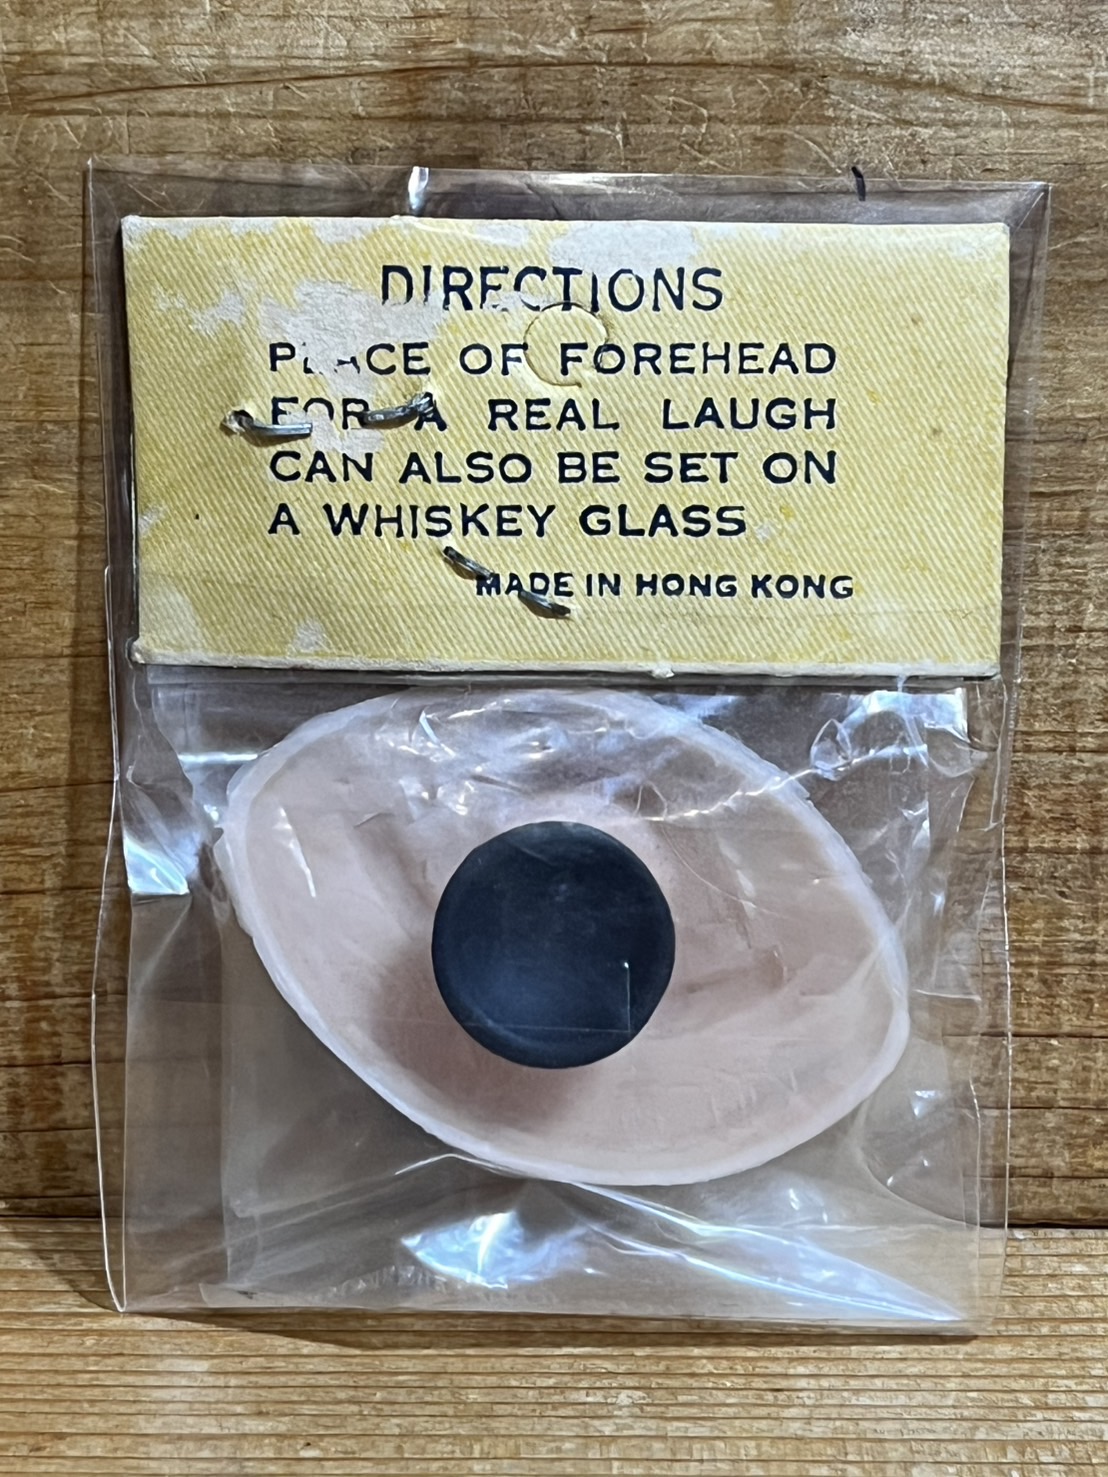 DIRECTIONS
PLACE OF FOREHEAD
FOR A REAL LAUGH
CAN ALSO BE SET ON
A WHISKEY GLASS
MADE IN HONG KONG